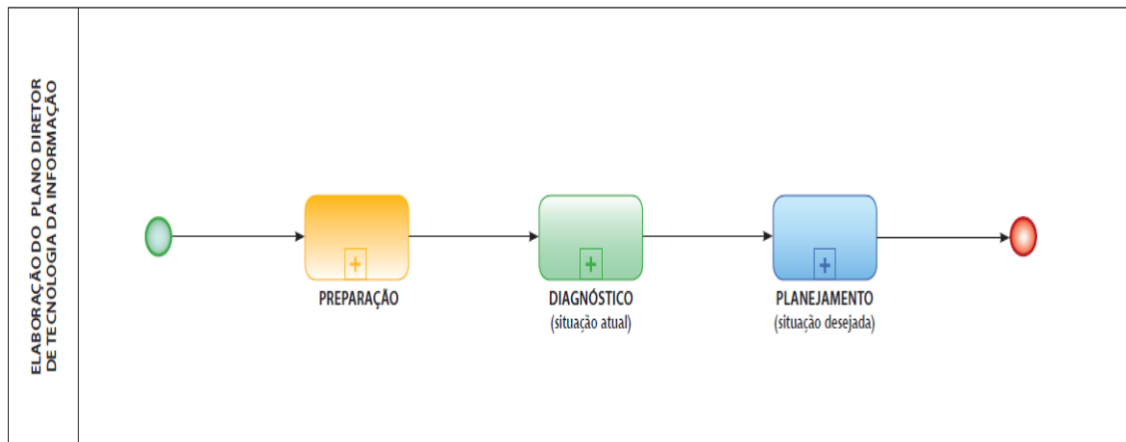 ELABORAÇÃO DO PLANO DIRETOR
DE TECNOLOGIA DA INFORMAÇÃO
PREPARAÇÃO
DIAGNÓSTICO
(situação atual)
PLANEJAMENTO
(situação desejada)